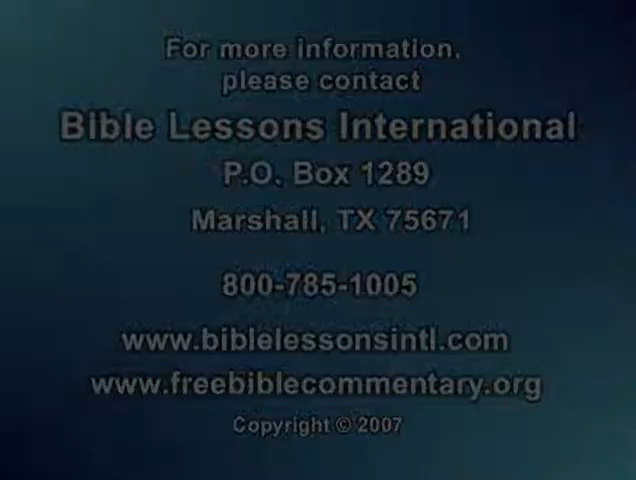 For more information,
please contact
Bible Lessons International
P.O. Box 1289
Marshall, TX 75671
800-785-1005
www.biblelessonsintl.com
www.freebiblecommentary.org
Copyright © 2007